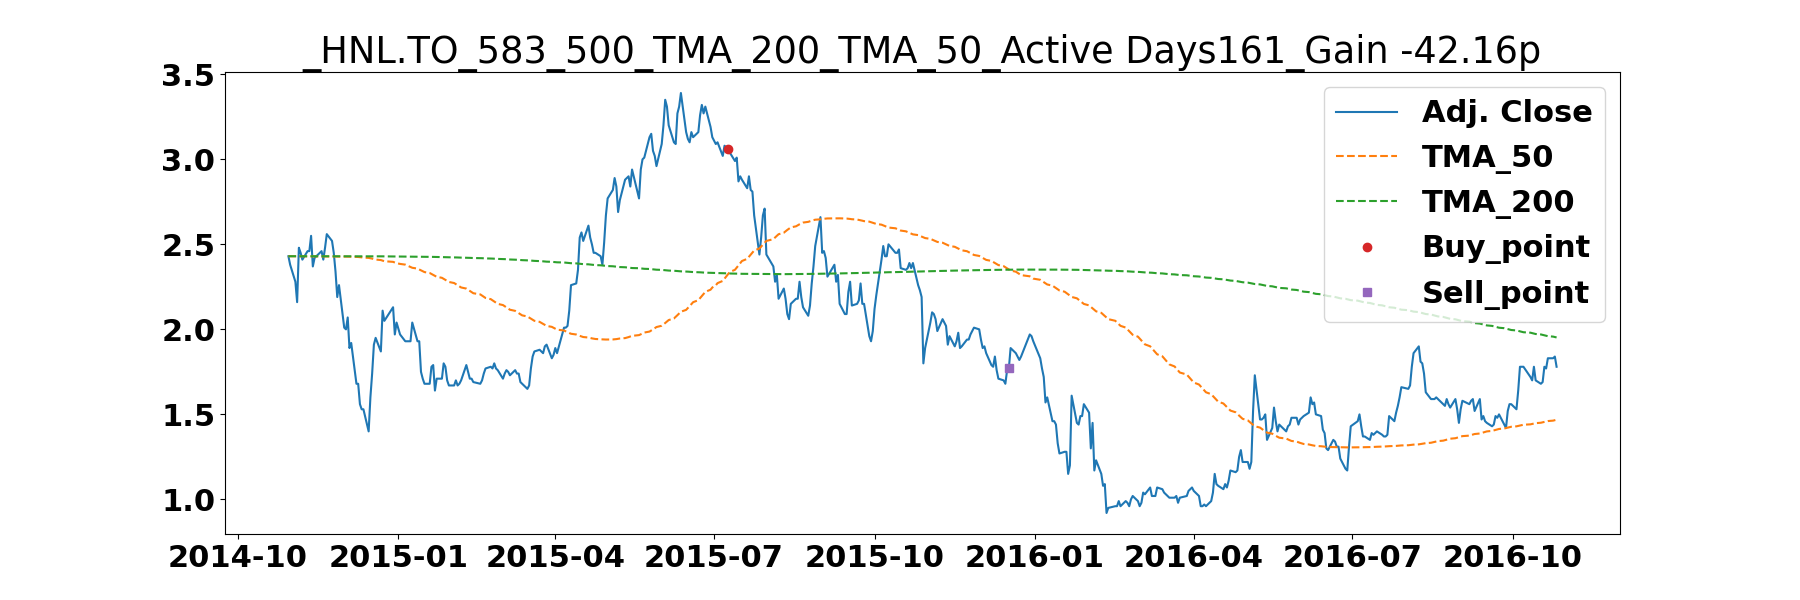 _HNL.TO_583_500_TMA_200_TMA_50_Active Days161_Gain -42.16p
3.5
3.0
2.5
2.0
1.5
1.0
Adj. Close
TMA_50
TMA_200
Buy_point
Sell_point
2014-10 2015-01 2015-04 2015-07 2015-10 2016-01 2016-04 2016-07 2016-10